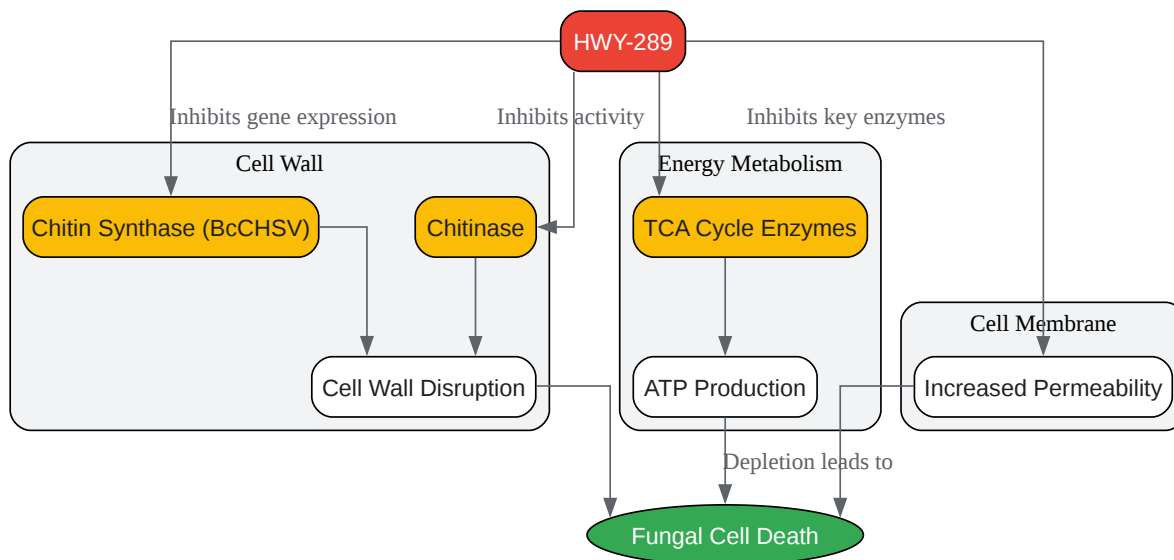 HWY-289
Inhibits gene expression
Inhibits activity
Inhibits key enzymes
Cell Wall
Energy Metabolism
Chitin Synthase (BcCHSV)
Chitinase
TCA Cycle Enzymes
Cell Membrane
Cell Wall Disruption
ATP Production
Increased Permeability
Depletion leads to
Fungal Cell Death